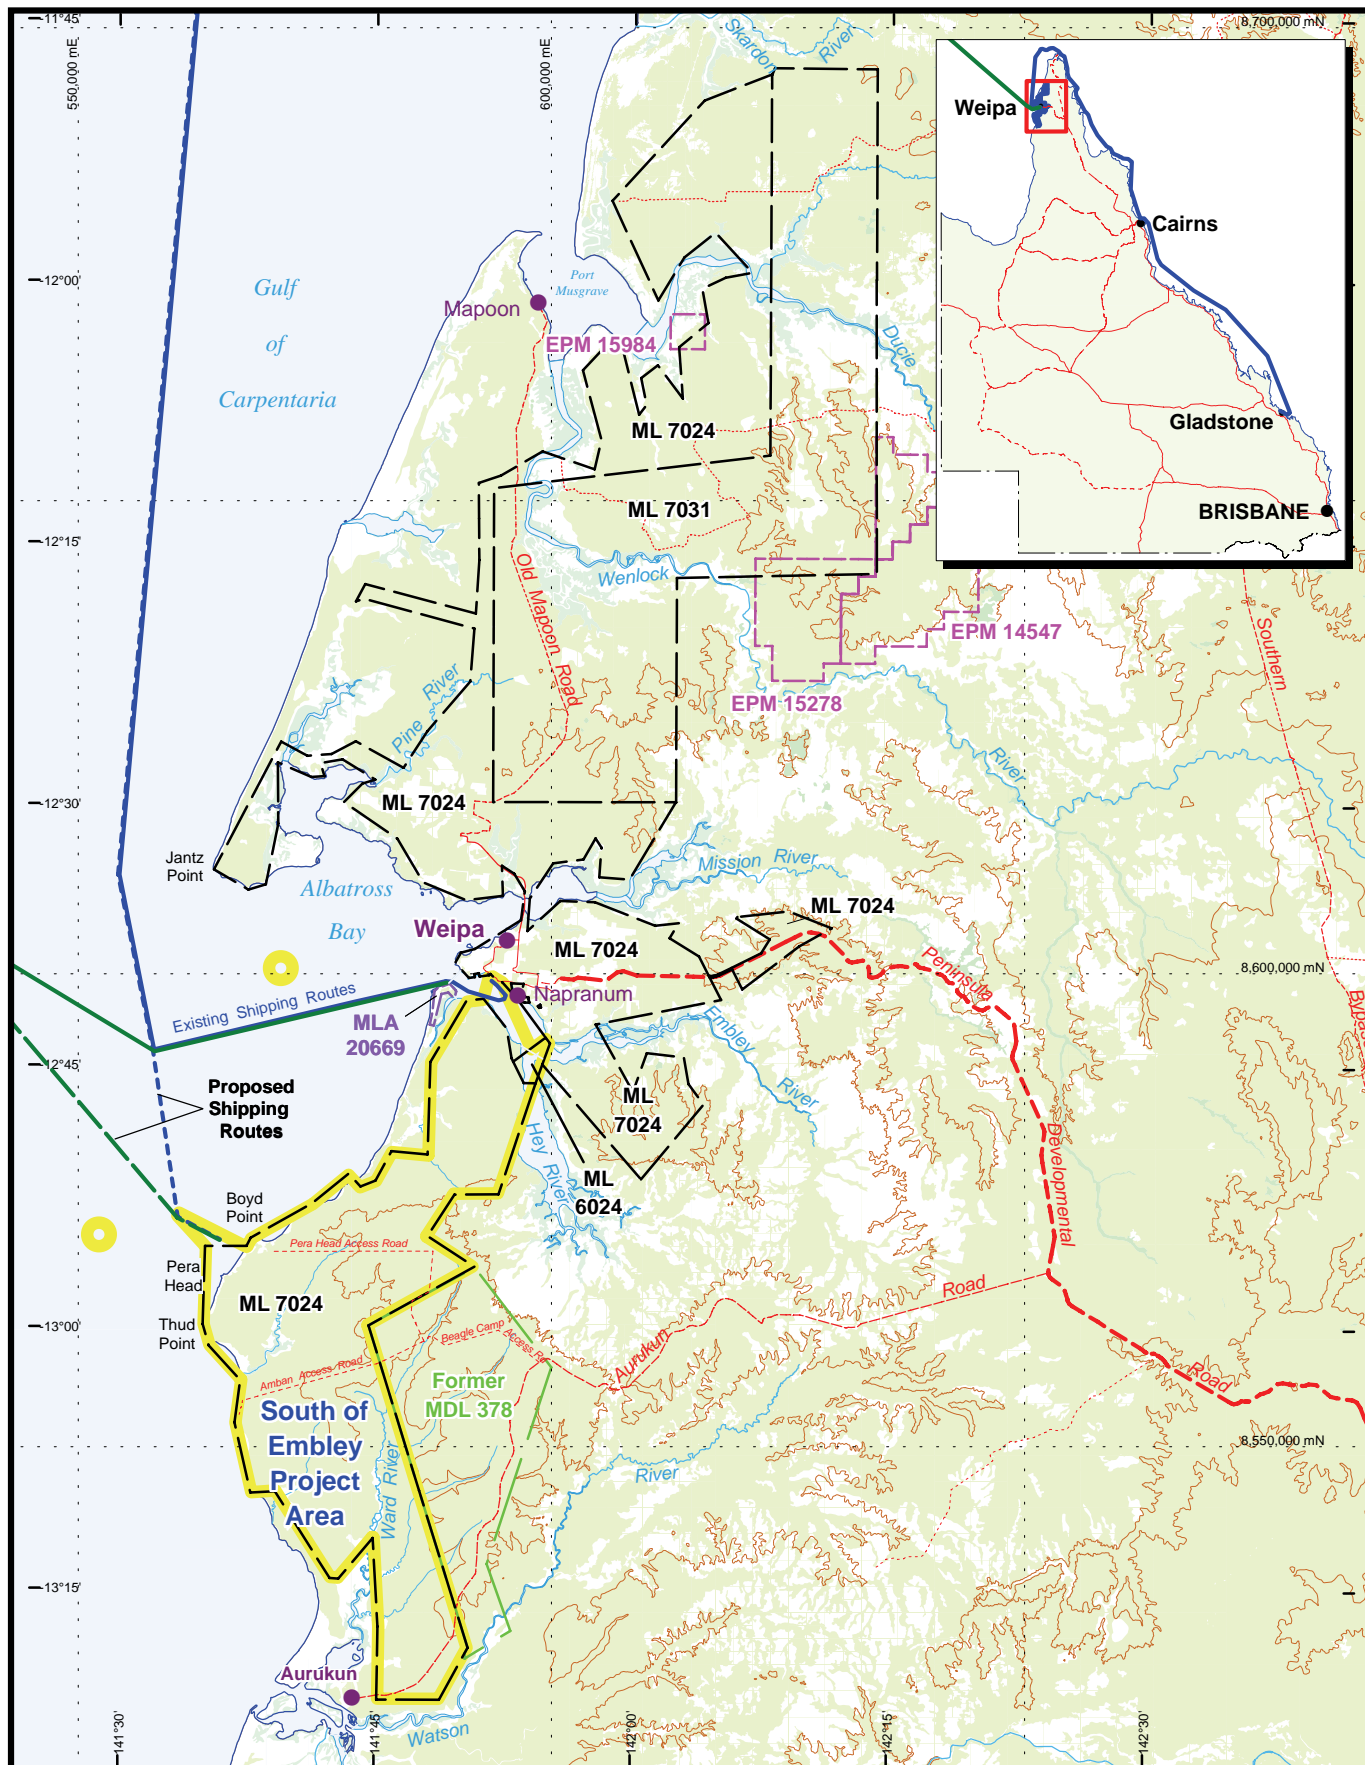 -11°45'
550,000 mE
600,000 mE
8,700,000 mN
Skardon
River
Weipa
Cairns
Gladstone
BRISBANE
-12°00'
Gulf
of
Carpentaria
Port
Musgrave
Mapoon
EPM 15984
Ducie
ML 7024
ML 7031
-12°15'
Wenlock
Old Mapoon Road
EPM 14547
EPM 15278
Southern
Pine
River
River
-12°30'
ML 7024
Jantz
Point
Albatross
Bay
Mission River
ML 7024
Weipa
ML 7024
Peninsula
8,600,000 mN
Napranum
Existing Shipping Routes
MLA
20669
Embley
River
Bypass
-12°45'
Proposed
Shipping
Routes
ML
7024
Hey River
Developmental
ML
6024
Boyd
Point
Pera Head Access Road
Pera
Head
ML 7024
Road
Thud
Point
-13°00'
Beagle Camp
Access Rd
Aurukun
Amban Access Road
Former
MDL 378
Road
South of
Embley
Project
Area
Ward River
8,550,000 mN
River
-13°15'
Aurukun
Watson
141°30'
141°45'
142°00'
142°15'
142°30'